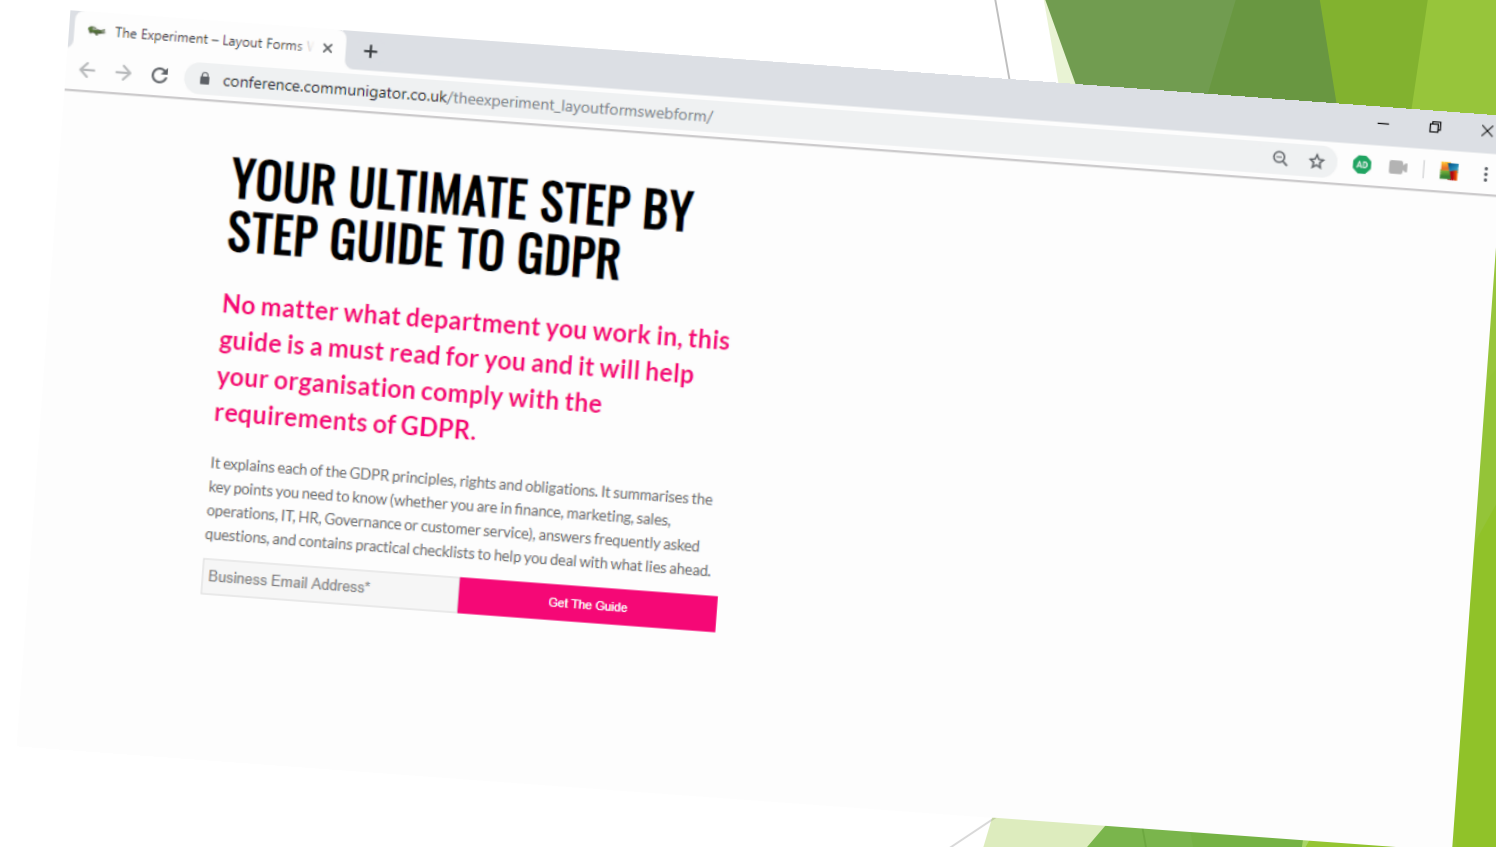 The Experiment – Layout Forms
conference.communigator.co.uk/theexperiment_layoutformswebform/
AD
YOUR ULTIMATE STEP BY
STEP GUIDE TO GDPR
No matter what department you work in, this
guide is a must read for you and it will help
your organisation comply with the
requirements of GDPR.
It explains each of the GDPR principles, rights and obligations. It summarises the
key points you need to know (whether you are in finance, marketing, sales,
operations, IT, HR, Governance or customer service), answers frequently asked
questions, and contains practical checklists to help you deal with what lies ahead.
Business Email Address*
Get The Guide